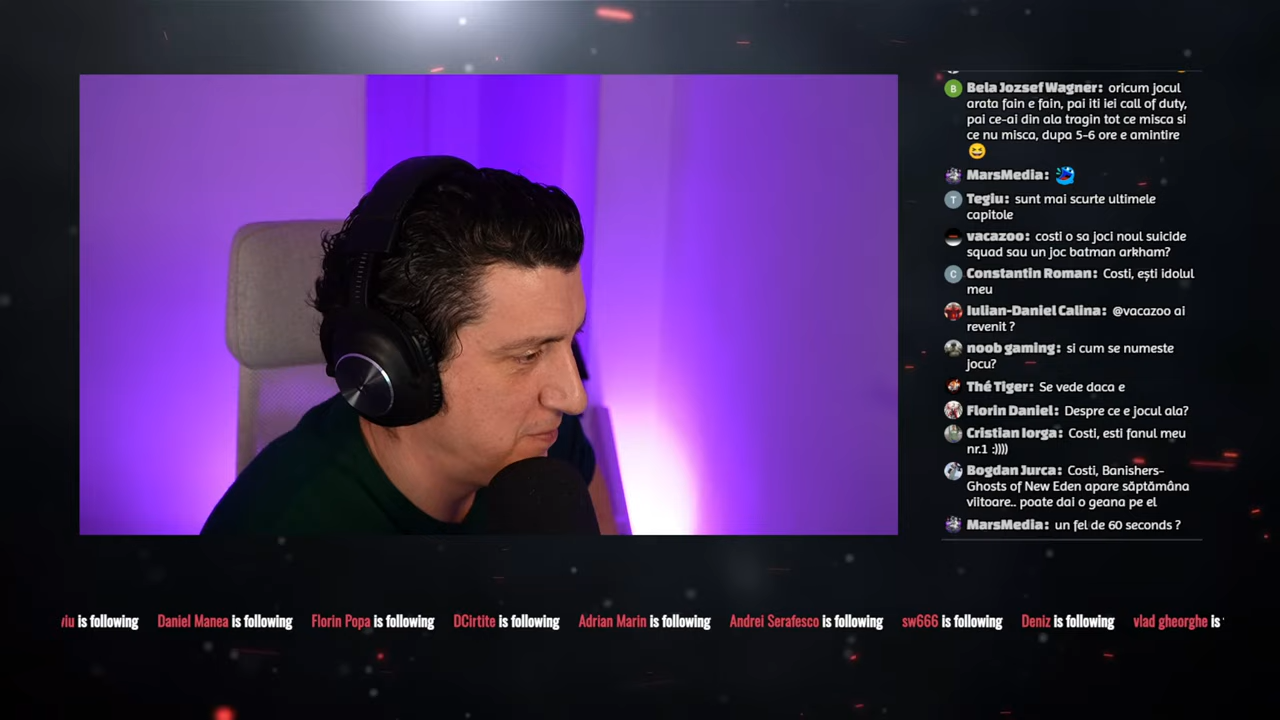 Bela Jozsef Wagner: oricum jocul
arata fain e fain, pai iti iei call of duty,
pai ce-ai din ala tragin tot ce misca si
ce nu misca, dupa 5-6 ore e amintire
MarsMedia:
Tegiu: sunt mai scurte ultimele
capitole
vacazoo: costi o sa joci noul suicide
squad sau un joc batman arkham?
Constantin Roman: Costi, ești idolul
meu
Iulian-Daniel Calina: @vacazoo ai
revenit ?
noob gaming: si cum se numeste
jocu?
Thé Tiger: Se vede daca e
Florin Daniel: Despre ce e jocul ala?
Cristian Iorga: Costi, esti fanul meu
nr.1 :))))
Bogdan Jurca: Costi, Banishers-
Ghosts of New Eden apare săptămâna
viitoare.. poate dai o geana pe el
MarsMedia: un fel de 60 seconds ?
iu is following Daniel Manea is following Florin Popa is following DCirtite is following Adrian Marin is following Andrei Serafesco is following sw666 is following Deniz is following vlad gheorghe is